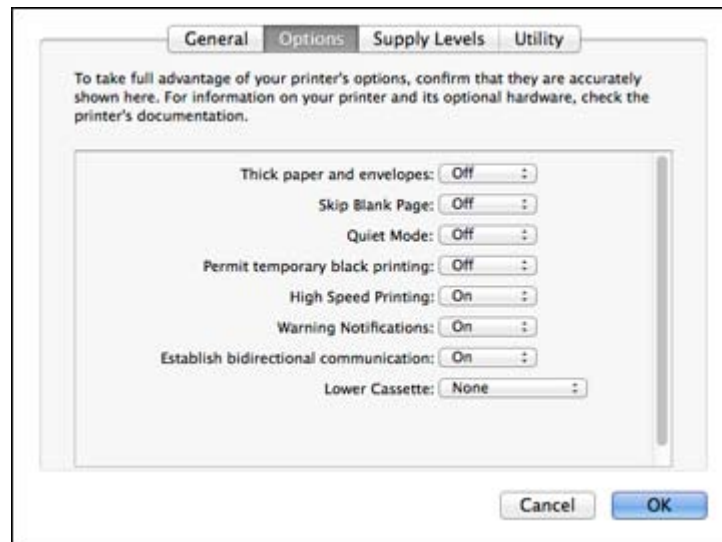 General Options Supply Levels Utility
To take full advantage of your printer's options, confirm that they are accurately
shown here. For information on your printer and its optional hardware, check the
printer's documentation.
Thick paper and envelopes: Off
Skip Blank Page: Off
Quiet Mode: Off
Permit temporary black printing: Off
High Speed Printing: On
Warning Notifications: On
Establish bidirectional communication: On
Lower Cassette: None
Cancel OK